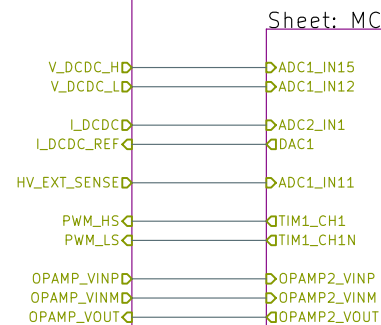 Sheet: MC
V_DCDC_H ADC1_IN15
V_DCDC_L ADC1_IN12
I_DCDC ADC2_IN1
I_DCDC_REF DAC1
HV_EXT_SENSE ADC1_IN11
PWM_HS TIM1_CH1
PWM_LS TIM1_CH1N
OPAMP_VINP OPAMP2_VINP
OPAMP_VINM OPAMP2_VINM
OPAMP_VOUT OPAMP2_VOUT